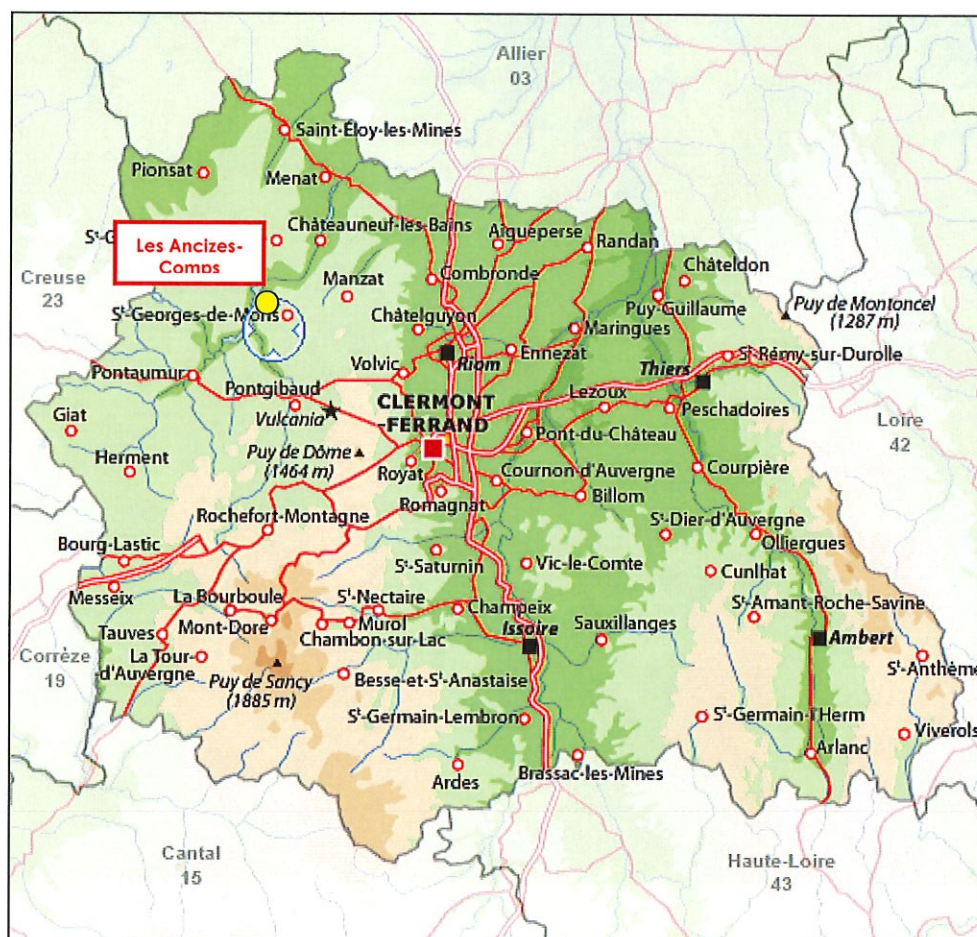 Allier
03
Saint-Éloy-les-Mines
Pionsat
Menat
Châteauneuf-les-Bains
Les Ancizes-
Comps
Aigueperse
Randan
Creuse
23
Manzat
Combronde
Châteldon
Puy-Guillaume
Puy de Montoncel
(1287 m)
Sᵗ-Georges-de-Mons
Châtelguyon
Maringues
Volvic
Riom
Ennezat
Thiers
Sᵗ-Rémy-sur-Durolle
Pontaumur
Pontgibaud
Vulcania
CLERMONT
-FERRAND
Lezoux
Peschadoires
Giat
Loire
42
Pont-du-Château
Puy de Dôme
(1464 m)
Herment
Royat
Cournon d'Auvergne
Courpière
Romagnat
Billom
Rochefort-Montagne
Sᵗ-Dier-d'Auvergne
Olliergues
Bourg-Lastic
Sᵗ-Saturnin
Vic-le-Comte
Cunlhat
Messeix
La Bourboule
Sᵗ-Nectaire
Champeix
Sᵗ-Amant-Roche-Savine
Mont-Dore
Murol
Chambon-sur-Lac
Issoire
Sauxillanges
Tauves
Ambert
Corrèze
19
La Tour-
d'Auvergne
Puy de Sancy
(1885 m)
Besse-et-Sᵗ-Anastaise
Sᵗ-Anthème
Sᵗ-Germain-Lembron
Sᵗ-Germain-l'Herm
Viverols
Arlanc
Ardes
Brassac-les-Mines
Cantal
15
Haute-Loire
43